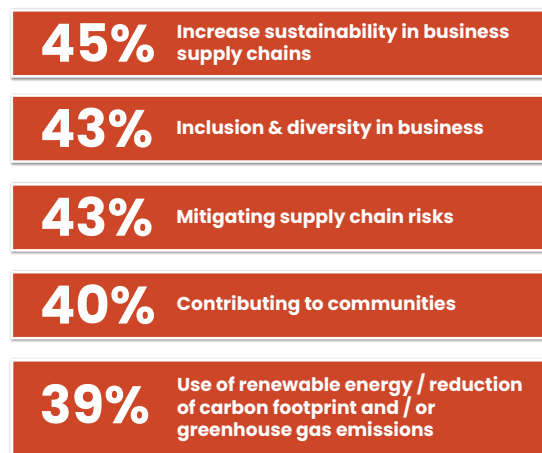 45%
Increase sustainability in business
supply chains
43%
Inclusion & diversity in business
43%
Mitigating supply chain risks
40%
Contributing to communities
39%
Use of renewable energy / reduction
of carbon footprint and / or
greenhouse gas emissions